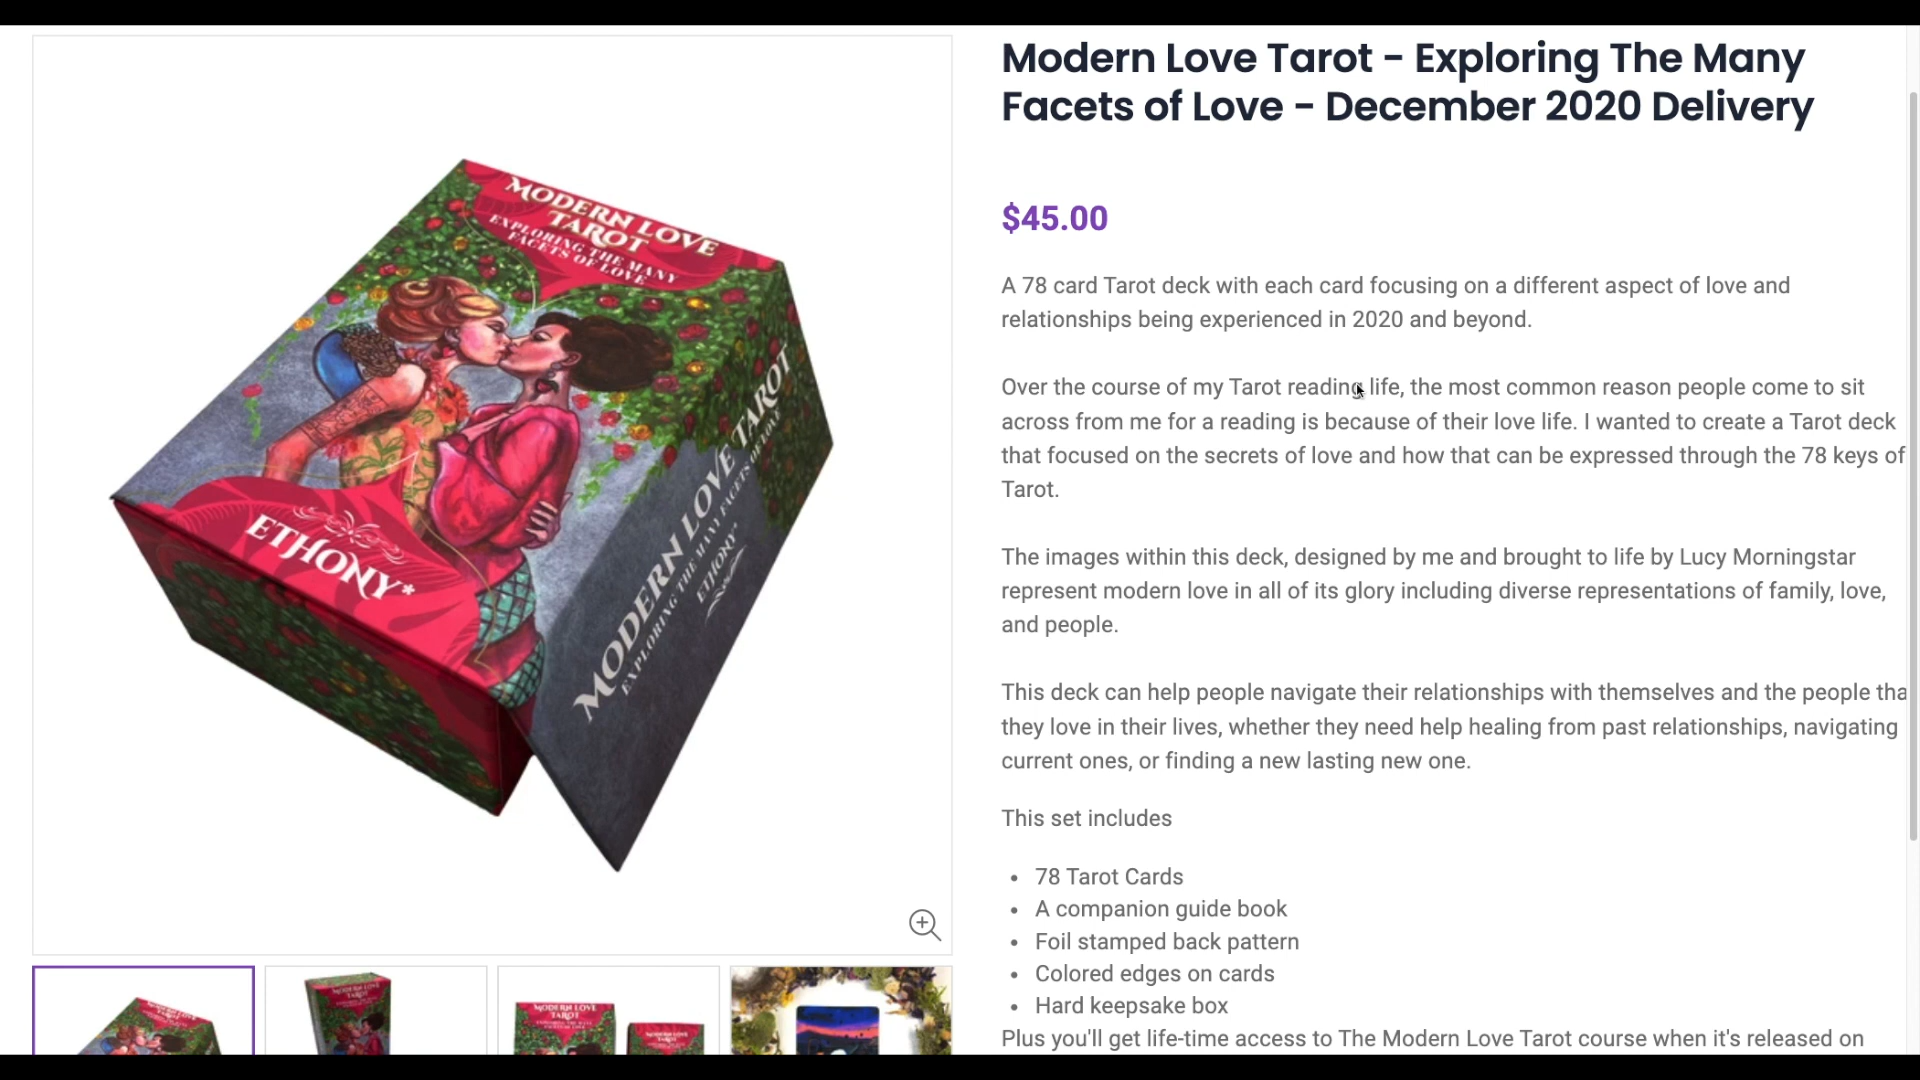 Modern Love Tarot - Exploring The Many
Facets of Love - December 2020 Delivery
$45.00
A 78 card Tarot deck with each card focusing on a different aspect of love and
relationships being experienced in 2020 and beyond.
Over the course of my Tarot reading life, the most common reason people come to sit
across from me for a reading is because of their love life. I wanted to create a Tarot deck
that focused on the secrets of love and how that can be expressed through the 78 keys of
Tarot.
The images within this deck, designed by me and brought to life by Lucy Morningstar
represent modern love in all of its glory including diverse representations of family, love,
and people.
This deck can help people navigate their relationships with themselves and the people tha
they love in their lives, whether they need help healing from past relationships, navigating
current ones, or finding a new lasting new one.
This set includes
• 78 Tarot Cards
• A companion guide book
• Foil stamped back pattern
• Colored edges on cards
• Hard keepsake box
Plus you'll get life-time access to The Modern Love Tarot course when it's released on
MODERN LOVE
TAROT
EXPLORING THE MANY
FACETS OF LOVE
ETHONY*
MODERN LOVE TAROT
EXPLORING THE MANY FACETS OF LOVE
ETHONY*
MODERN LOVE
TAROT
MODERN LOVE
TAROT